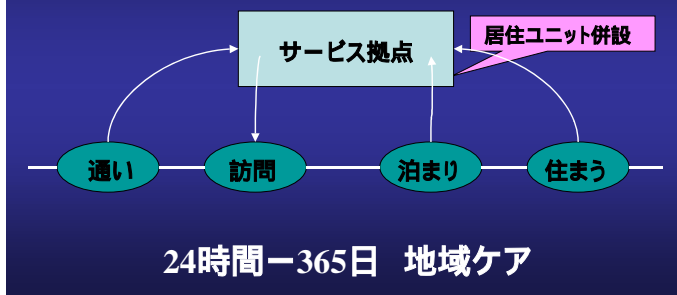 サービス拠点
居住ユニット併設
通い
訪問
泊まり
住まう
24時間ー365日 地域ケア